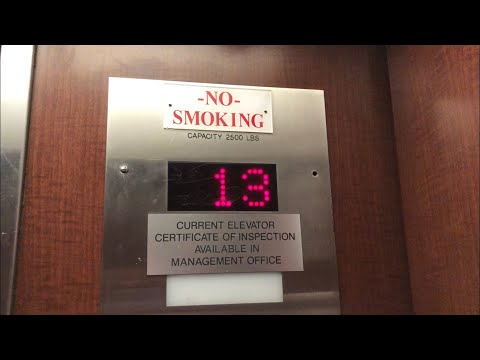 -NO-
SMOKING
CAPACITY 2500 LBS
13
CURRENT ELEVATOR
CERTIFICATE OF INSPECTION
AVAILABLE IN
MANAGEMENT OFFICE